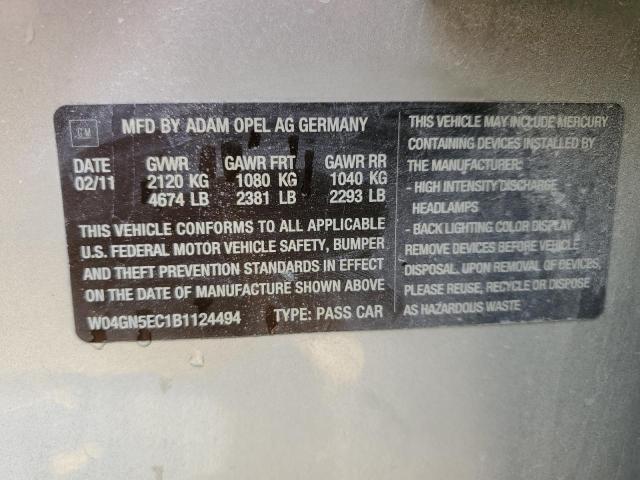 GM
MFD BY ADAM OPEL AG GERMANY
DATE GVWR GAWR FRT GAWR RR
02/11 2120 KG 1080 KG 1040 KG
4674 LB 2381 LB 2293 LB
THIS VEHICLE CONFORMS TO ALL APPLICABLE
U.S. FEDERAL MOTOR VEHICLE SAFETY, BUMPER
AND THEFT PREVENTION STANDARDS IN EFFECT
ON THE DATE OF MANUFACTURE SHOWN ABOVE
W04GN5EC1B1124494 TYPE: PASS CAR
THIS VEHICLE MAY INCLUDE MERCURY
CONTAINING DEVICES INSTALLED BY
THE MANUFACTURER:
- HIGH INTENSITY DISCHARGE
HEADLAMPS
- BACK LIGHTING COLOR DISPLAY
REMOVE DEVICES BEFORE VEHICLE
DISPOSAL. UPON REMOVAL OF DEVICES,
PLEASE REUSE, RECYCLE OR DISPOSE
AS HAZARDOUS WASTE